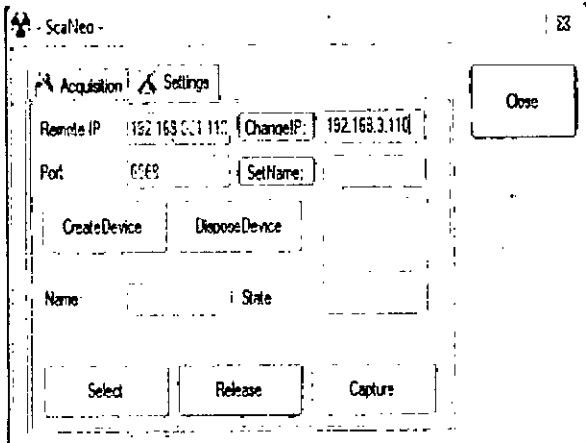 - ScaNeo -
Acquisition Settings
Close
Remote IP ChangeIP: 192.168.3.110
Port SetName:
CreateDevice DisposeDevice
Name: State
Select Release Capture